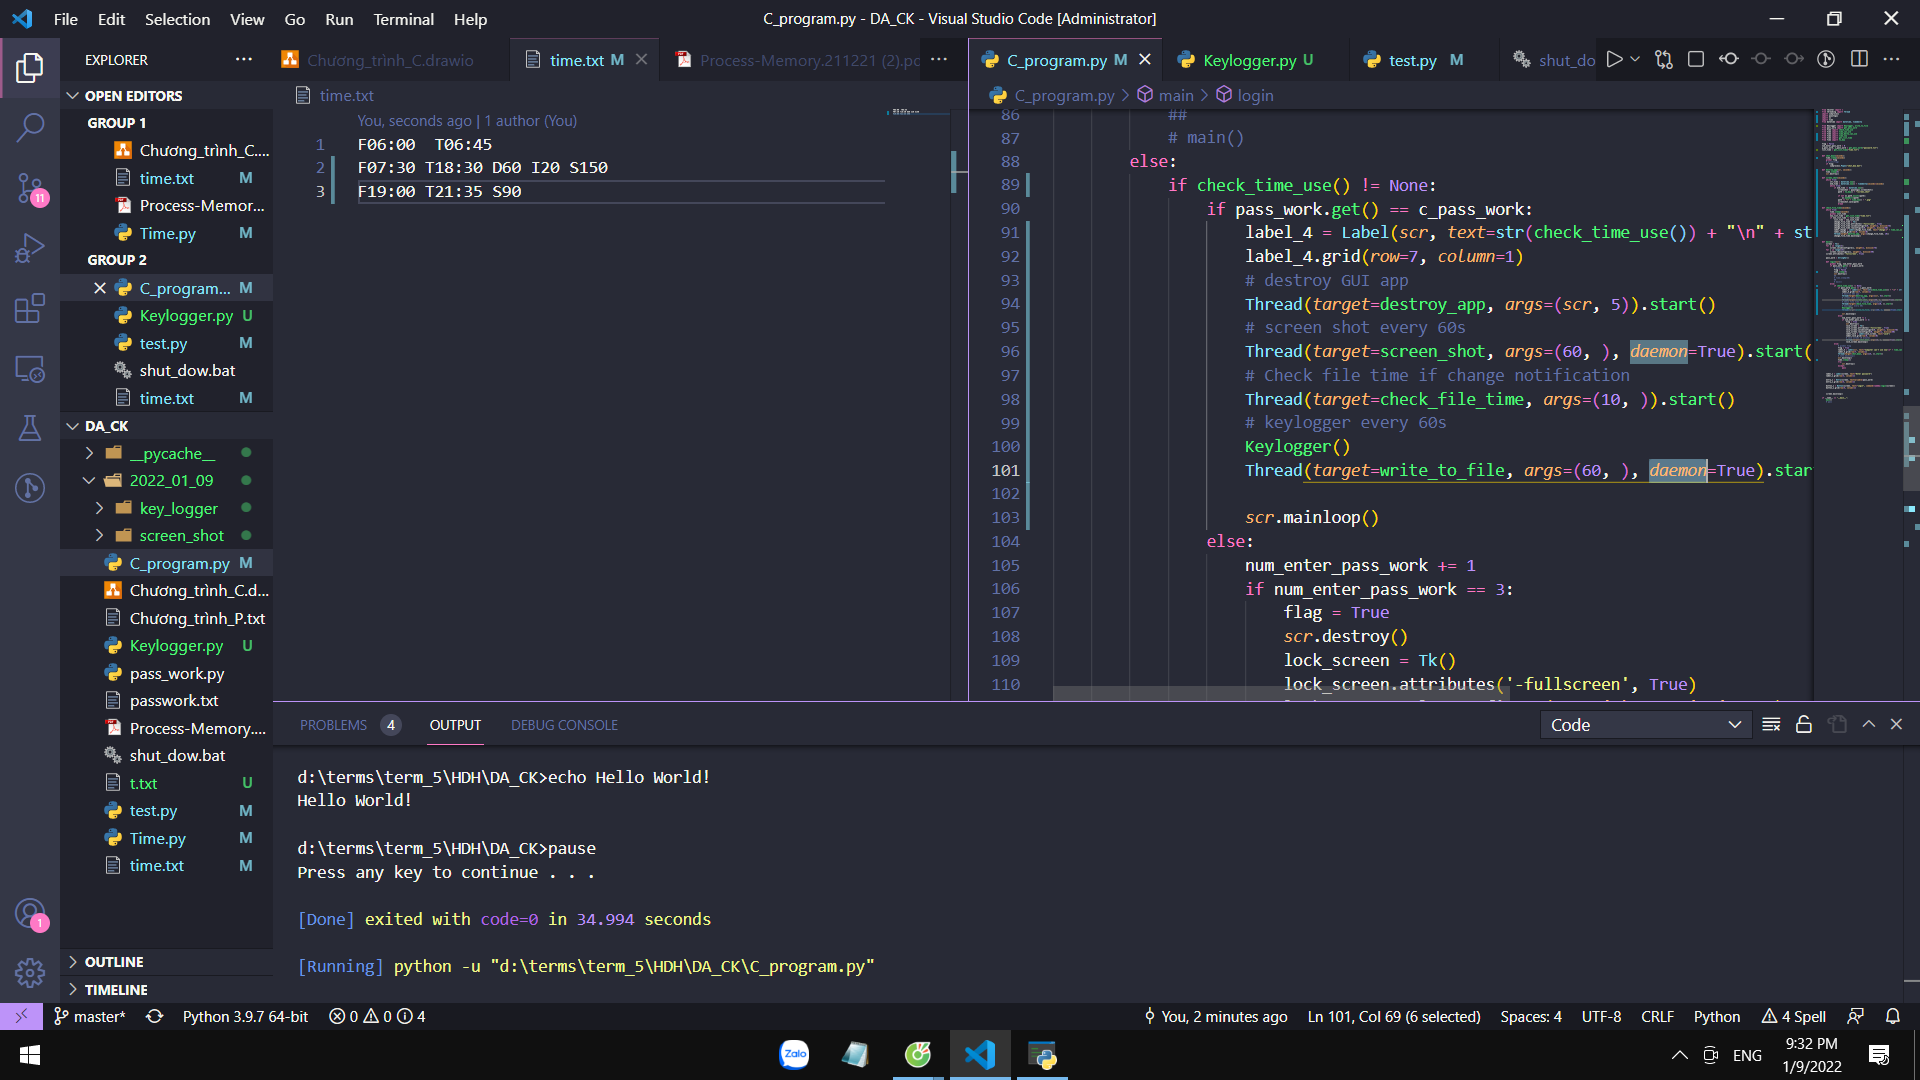 File Edit Selection View Go Run Terminal Help
C_program.py - DA_CK - Visual Studio Code [Administrator]
EXPLORER
OPEN EDITORS
GROUP 1
Chương_trình_C....
time.txt M
Process-Memor...
Time.py M
GROUP 2
C_program... M
Keylogger.py U
test.py M
shut_dow.bat
time.txt M
DA_CK
__pycache__
2022_01_09
key_logger
screen_shot
C_program.py M
Chương_trình_C.d...
Chương_trình_P.txt
Keylogger.py U
pass_work.py
passwork.txt
Process-Memory....
shut_dow.bat
t.txt U
test.py M
Time.py M
time.txt M
OUTLINE
TIMELINE
11
1
Chương_trình_C.drawio
time.txt M
Process-Memory.211221 (2).pc
time.txt
You, seconds ago | 1 author (You)
1 F06:00  T06:45
2 F07:30 T18:30 D60 I20 S150
3 F19:00 T21:35 S90
C_program.py M
Keylogger.py U
test.py M
shut_do
C_program.py > main > login
86 ##
87 # main()
88 else:
89 if check_time_use() != None:
90 if pass_work.get() == c_pass_work:
91 label_4 = Label(scr, text=str(check_time_use()) + "\n" + st
92 label_4.grid(row=7, column=1)
93 # destroy GUI app
94 Thread(target=destroy_app, args=(scr, 5)).start()
95 # screen shot every 60s
96 Thread(target=screen_shot, args=(60, ), daemon=True).start(
97 # Check file time if change notification
98 Thread(target=check_file_time, args=(10, )).start()
99 # keylogger every 60s
100 Keylogger()
101 Thread(target=write_to_file, args=(60, ), daemon=True).star
102
103 scr.mainloop()
104 else:
105 num_enter_pass_work += 1
106 if num_enter_pass_work == 3:
107 flag = True
108 scr.destroy()
109 lock_screen = Tk()
110 lock_screen.attributes('-fullscreen', True)
PROBLEMS 4 OUTPUT DEBUG CONSOLE
Code
d:\terms\term_5\HDH\DA_CK>echo Hello World!
Hello World!
d:\terms\term_5\HDH\DA_CK>pause
Press any key to continue . . .
[Done] exited with code=0 in 34.994 seconds
[Running] python -u "d:\terms\term_5\HDH\DA_CK\C_program.py"
master* Python 3.9.7 64-bit 0 0 4
You, 2 minutes ago Ln 101, Col 69 (6 selected) Spaces: 4 UTF-8 CRLF Python 4 Spell
Zalo
ENG
9:32 PM
1/9/2022